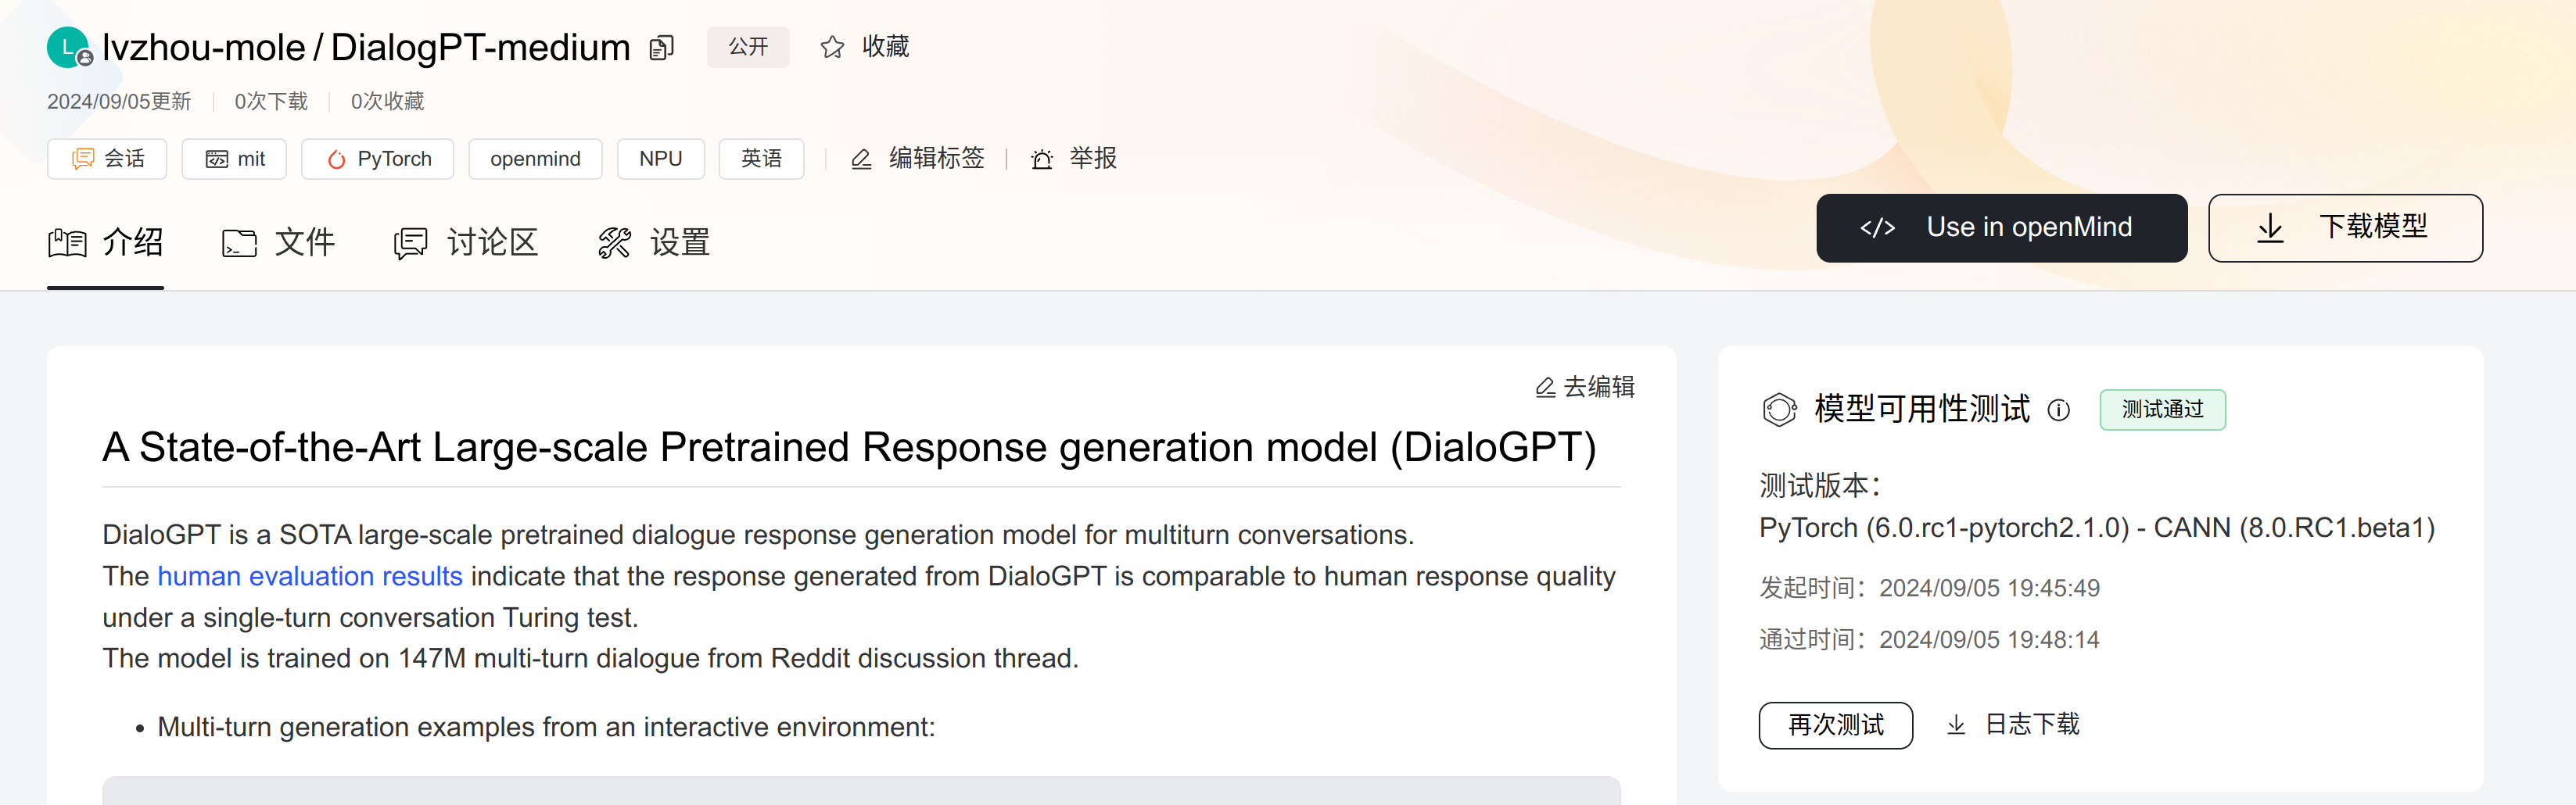 L lvzhou-mole / DialogPT-medium 公开 收藏
2024/09/05更新 0次下载 0次收藏
会话 mit PyTorch openmind NPU 英语 编辑标签 举报
介绍 文件 讨论区 设置 </> Use in openMind 下载模型
去编辑
A State-of-the-Art Large-scale Pretrained Response generation model (DialoGPT)
DialoGPT is a SOTA large-scale pretrained dialogue response generation model for multiturn conversations.
The human evaluation results indicate that the response generated from DialoGPT is comparable to human response quality
under a single-turn conversation Turing test.
The model is trained on 147M multi-turn dialogue from Reddit discussion thread.
• Multi-turn generation examples from an interactive environment:
模型可用性测试 测试通过
测试版本：
PyTorch (6.0.rc1-pytorch2.1.0) - CANN (8.0.RC1.beta1)
发起时间：2024/09/05 19:45:49
通过时间：2024/09/05 19:48:14
再次测试 日志下载